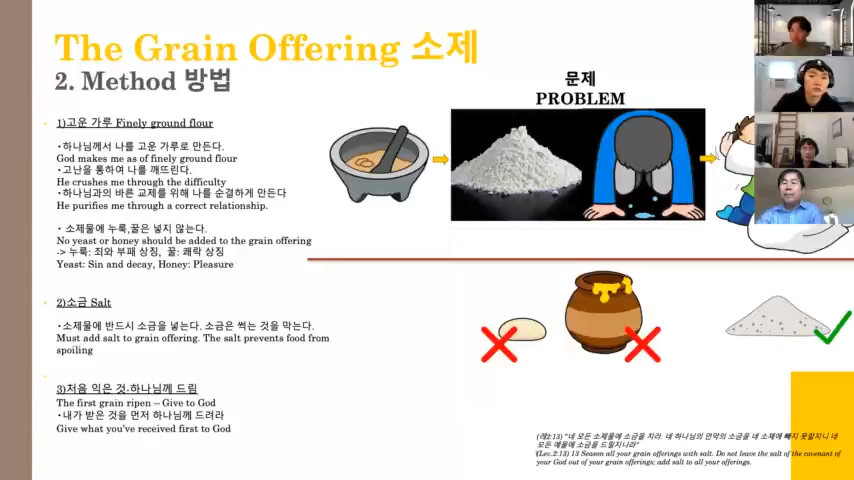 The Grain Offering 소제
2. Method 방법
문제
PROBLEM
1)고운 가루 Finely ground flour
•하나님께서 나를 고운 가루로 만든다.
God makes me as of finely ground flour
•고난을 통하여 나를 깨뜨린다.
He crushes me through the difficulty
•하나님과의 바른 교제를 위해 나를 순결하게 만든다
He purifies me through a correct relationship.
• 소제물에 누룩,꿀은 넣지 않는다.
No yeast or honey should be added to the grain offering
-> 누룩: 죄와 부패 상징, 꿀: 쾌락 상징
Yeast: Sin and decay, Honey: Pleasure
2)소금 Salt
•소제물에 반드시 소금을 넣는다. 소금은 썩는 것을 막는다.
Must add salt to grain offering. The salt prevents food from
spoiling
3)처음 익은 것-하나님께 드림
The first grain ripen – Give to God
•내가 받은 것을 먼저 하나님께 드려라
Give what you've received first to God
(레2:13) "네 모든 소제물에 소금을 치라. 네 하나님의 언약의 소금을 네 소제에 빼지 못할지니 네
모든 예물에 소금을 드릴지니라"
(Lev.2:13) 13 Season all your grain offerings with salt. Do not leave the salt of the covenant of
your God out of your grain offerings; add salt to all your offerings.